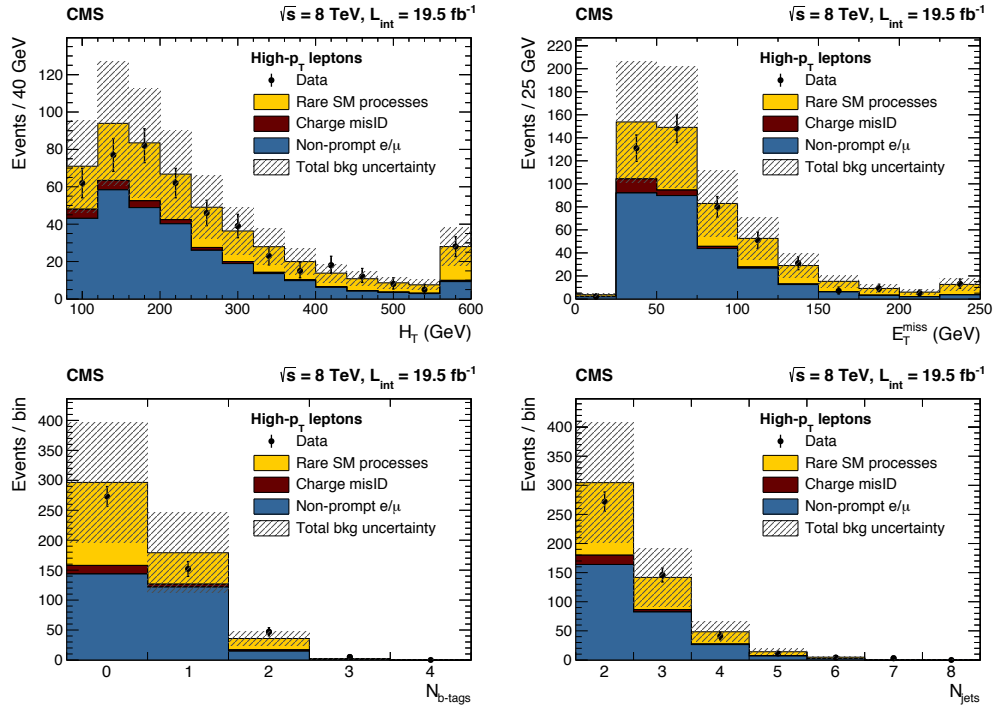 CMS √s = 8 TeV, L_int = 19.5 fb⁻¹
Events / 40 GeV
120
100
80
60
40
20
0
High-p_T leptons
Data
Rare SM processes
Charge misID
Non-prompt e/μ
Total bkg uncertainty
100 200 300 400 500 600
H_T (GeV)
CMS √s = 8 TeV, L_int = 19.5 fb⁻¹
Events / 25 GeV
220
200
180
160
140
120
100
80
60
40
20
0
High-p_T leptons
Data
Rare SM processes
Charge misID
Non-prompt e/μ
Total bkg uncertainty
0 50 100 150 200 250
E_T^miss (GeV)
CMS √s = 8 TeV, L_int = 19.5 fb⁻¹
Events / bin
400
350
300
250
200
150
100
50
0
High-p_T leptons
Data
Rare SM processes
Charge misID
Non-prompt e/μ
Total bkg uncertainty
0 1 2 3 4
N_b-tags
CMS √s = 8 TeV, L_int = 19.5 fb⁻¹
Events / bin
400
350
300
250
200
150
100
50
0
High-p_T leptons
Data
Rare SM processes
Charge misID
Non-prompt e/μ
Total bkg uncertainty
2 3 4 5 6 7 8
N_jets